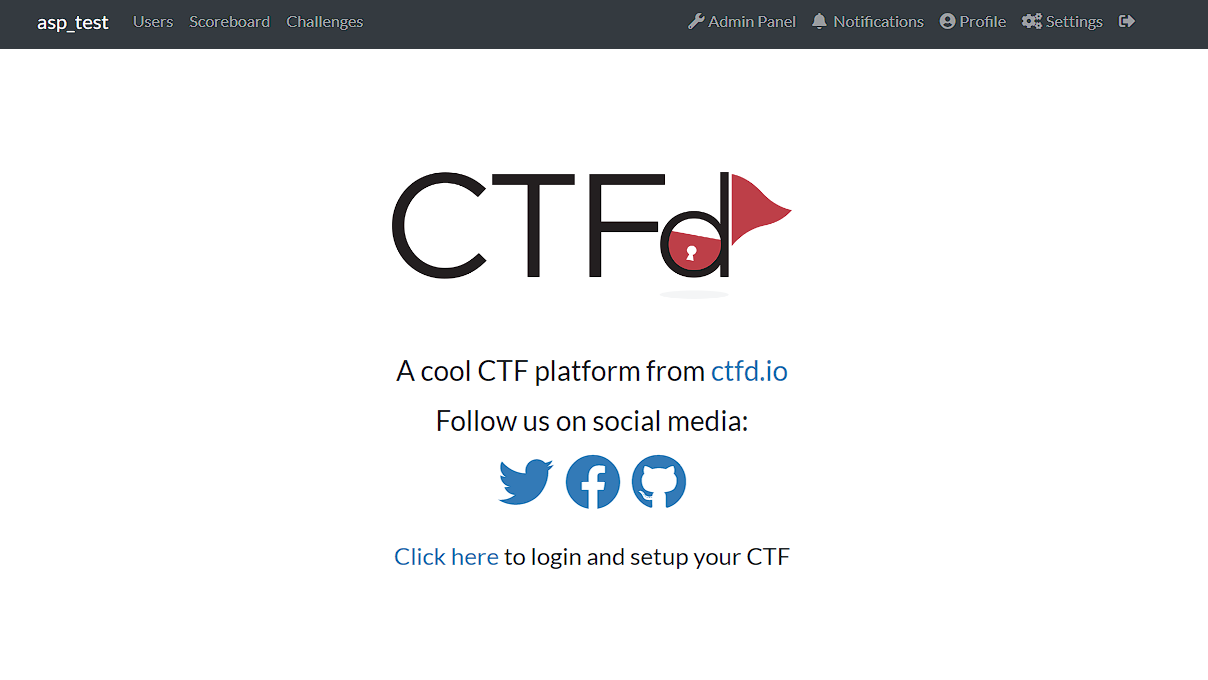 asp_test Users Scoreboard Challenges Admin Panel Notifications Profile Settings
CTFd
A cool CTF platform from ctfd.io
Follow us on social media:
Click here to login and setup your CTF